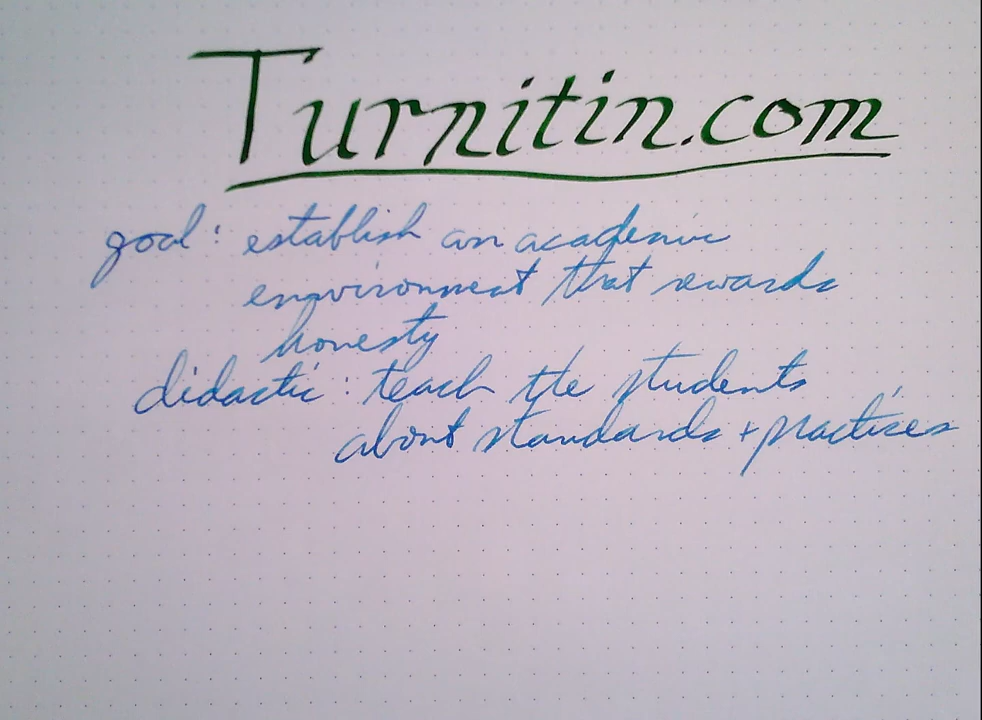 Turnitin.com
goal: establish an academic
environment that rewards
honesty
didactic: teach the students
about standards + practices